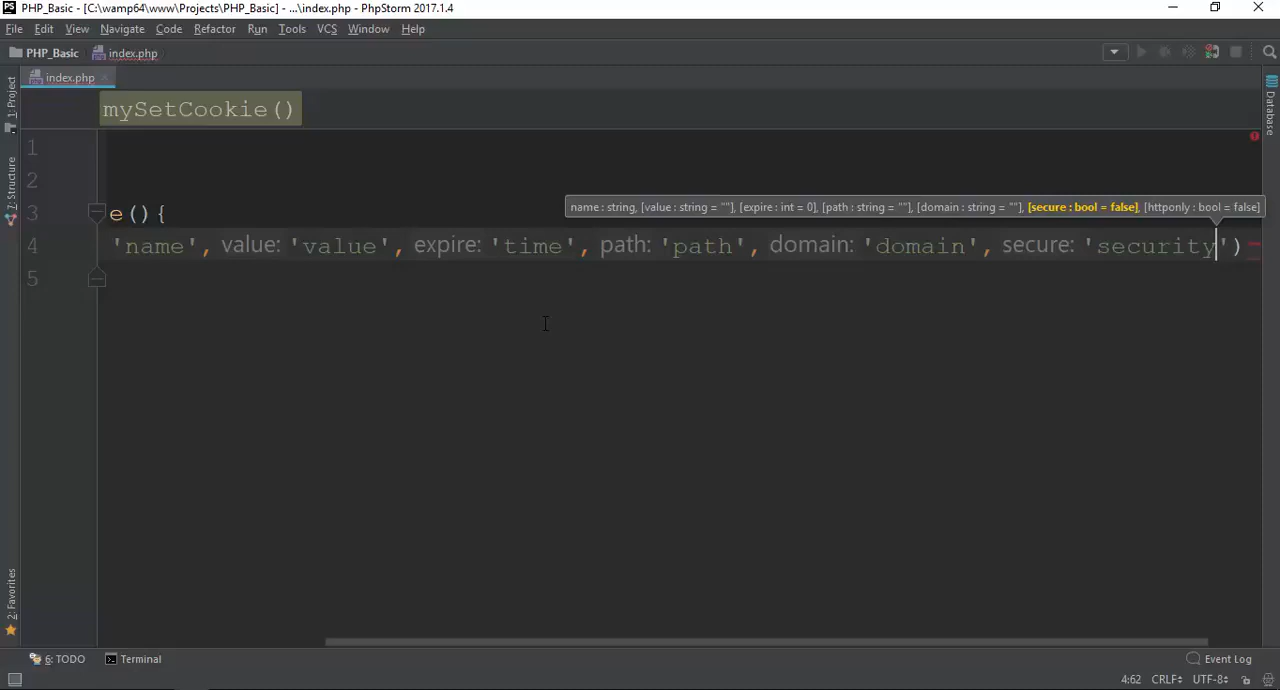 PS PHP_Basic - [C:\wamp64\www\Projects\PHP_Basic] - ...\index.php - PhpStorm 2017.1.4
File Edit View Navigate Code Refactor Run Tools VCS Window Help
PHP_Basic index.php
index.php
mySetCookie()
1
2
name : string, [value : string = ""], [expire : int = 0], [path : string = ""], [domain : string = ""], [secure : bool = false], [httponly : bool = false]
3 e(){
4 'name', value: 'value', expire: 'time', path: 'path', domain: 'domain', secure: 'security')
5
1: Project
7: Structure
2: Favorites
Database
6: TODO Terminal Event Log
4:62 CRLF UTF-8